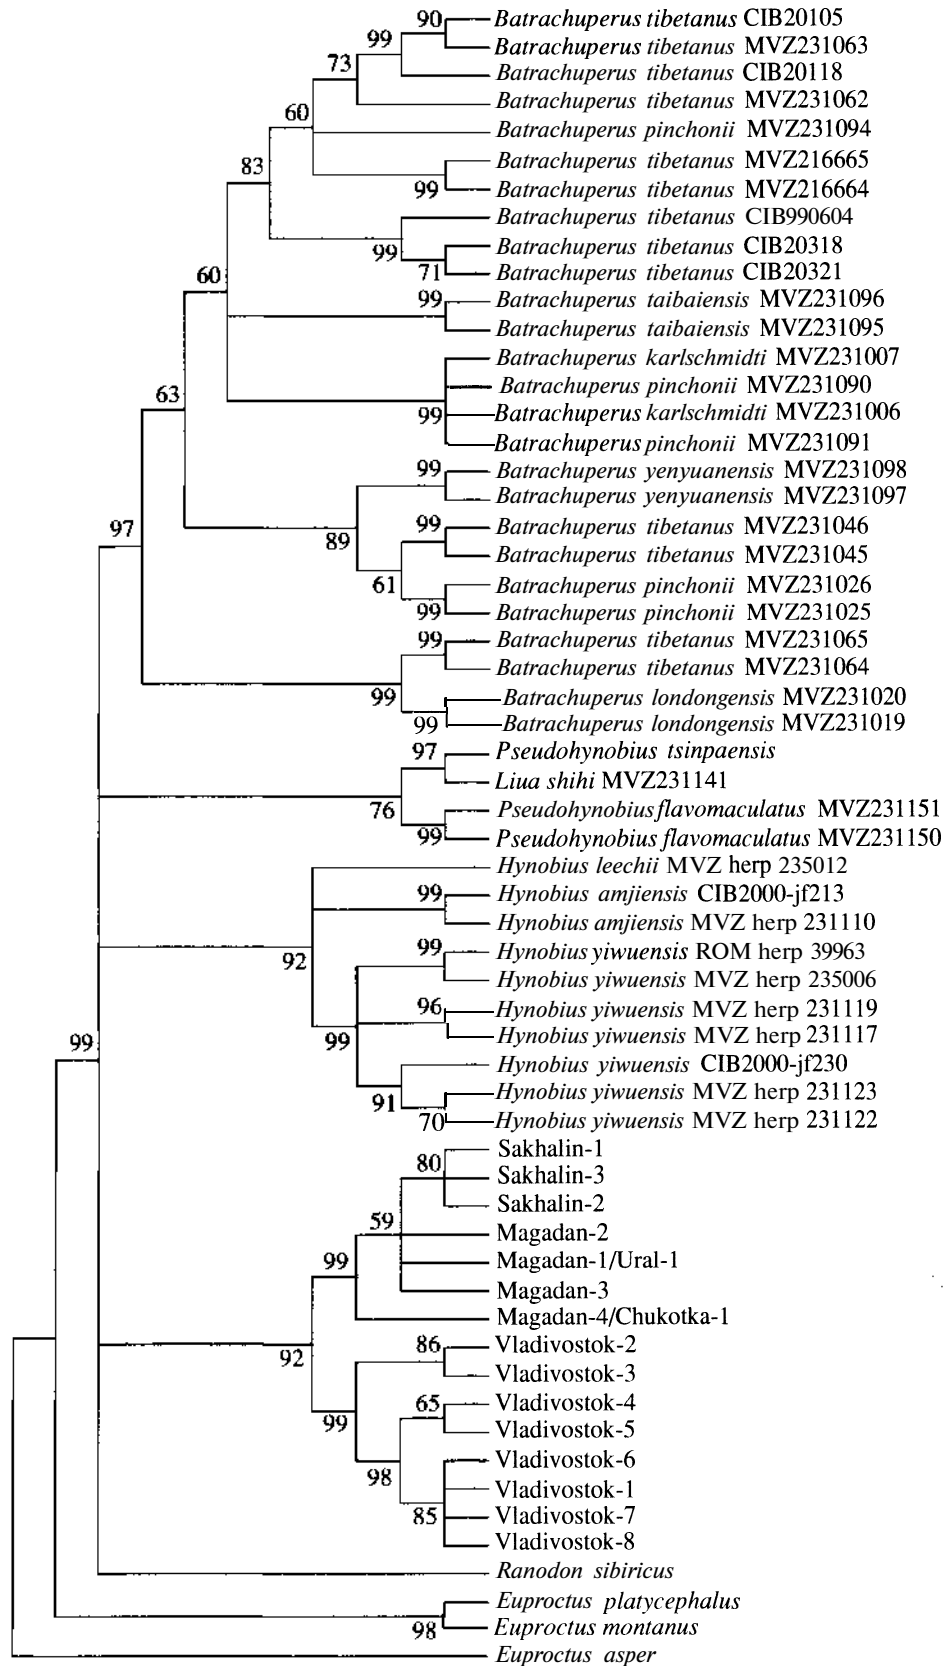 90 Batrachuperus tibetanus CIB20105
99 Batrachuperus tibetanus MVZ231063
73 Batrachuperus tibetanus CIB20118
Batrachuperus tibetanus MVZ231062
60 Batrachuperus pinchonii MVZ231094
83 Batrachuperus tibetanus MVZ216665
99 Batrachuperus tibetanus MVZ216664
Batrachuperus tibetanus CIB990604
99 Batrachuperus tibetanus CIB20318
60 71 Batrachuperus tibetanus CIB20321
99 Batrachuperus taibaiensis MVZ231096
Batrachuperus taibaiensis MVZ231095
Batrachuperus karlschmidti MVZ231007
63 Batrachuperus pinchonii MVZ231090
99 Batrachuperus karlschmidti MVZ231006
Batrachuperus pinchonii MVZ231091
99 Batrachuperus yenyuanensis MVZ231098
Batrachuperus yenyuanensis MVZ231097
97 99 Batrachuperus tibetanus MVZ231046
89 Batrachuperus tibetanus MVZ231045
61 Batrachuperus pinchonii MVZ231026
99 Batrachuperus pinchonii MVZ231025
99 Batrachuperus tibetanus MVZ231065
Batrachuperus tibetanus MVZ231064
99 Batrachuperus londongensis MVZ231020
99 Batrachuperus londongensis MVZ231019
97 Pseudohynobius tsinpaensis
Liua shihi MVZ231141
76 Pseudohynobius flavomaculatus MVZ231151
99 Pseudohynobius flavomaculatus MVZ231150
Hynobius leechii MVZ herp 235012
99 Hynobius amjiensis CIB2000-jf213
Hynobius amjiensis MVZ herp 231110
92 99 Hynobius yiwuensis ROM herp 39963
Hynobius yiwuensis MVZ herp 235006
96 Hynobius yiwuensis MVZ herp 231119
99 99 Hynobius yiwuensis MVZ herp 231117
Hynobius yiwuensis CIB2000-jf230
91 Hynobius yiwuensis MVZ herp 231123
70 Hynobius yiwuensis MVZ herp 231122
Sakhalin-1
80 Sakhalin-3
Sakhalin-2
59 Magadan-2
99 Magadan-1/Ural-1
Magadan-3
Magadan-4/Chukotka-1
92 86 Vladivostok-2
Vladivostok-3
65 Vladivostok-4
99 Vladivostok-5
Vladivostok-6
98 Vladivostok-1
85 Vladivostok-7
Vladivostok-8
Ranodon sibiricus
Euproctus platycephalus
98 Euproctus montanus
Euproctus asper